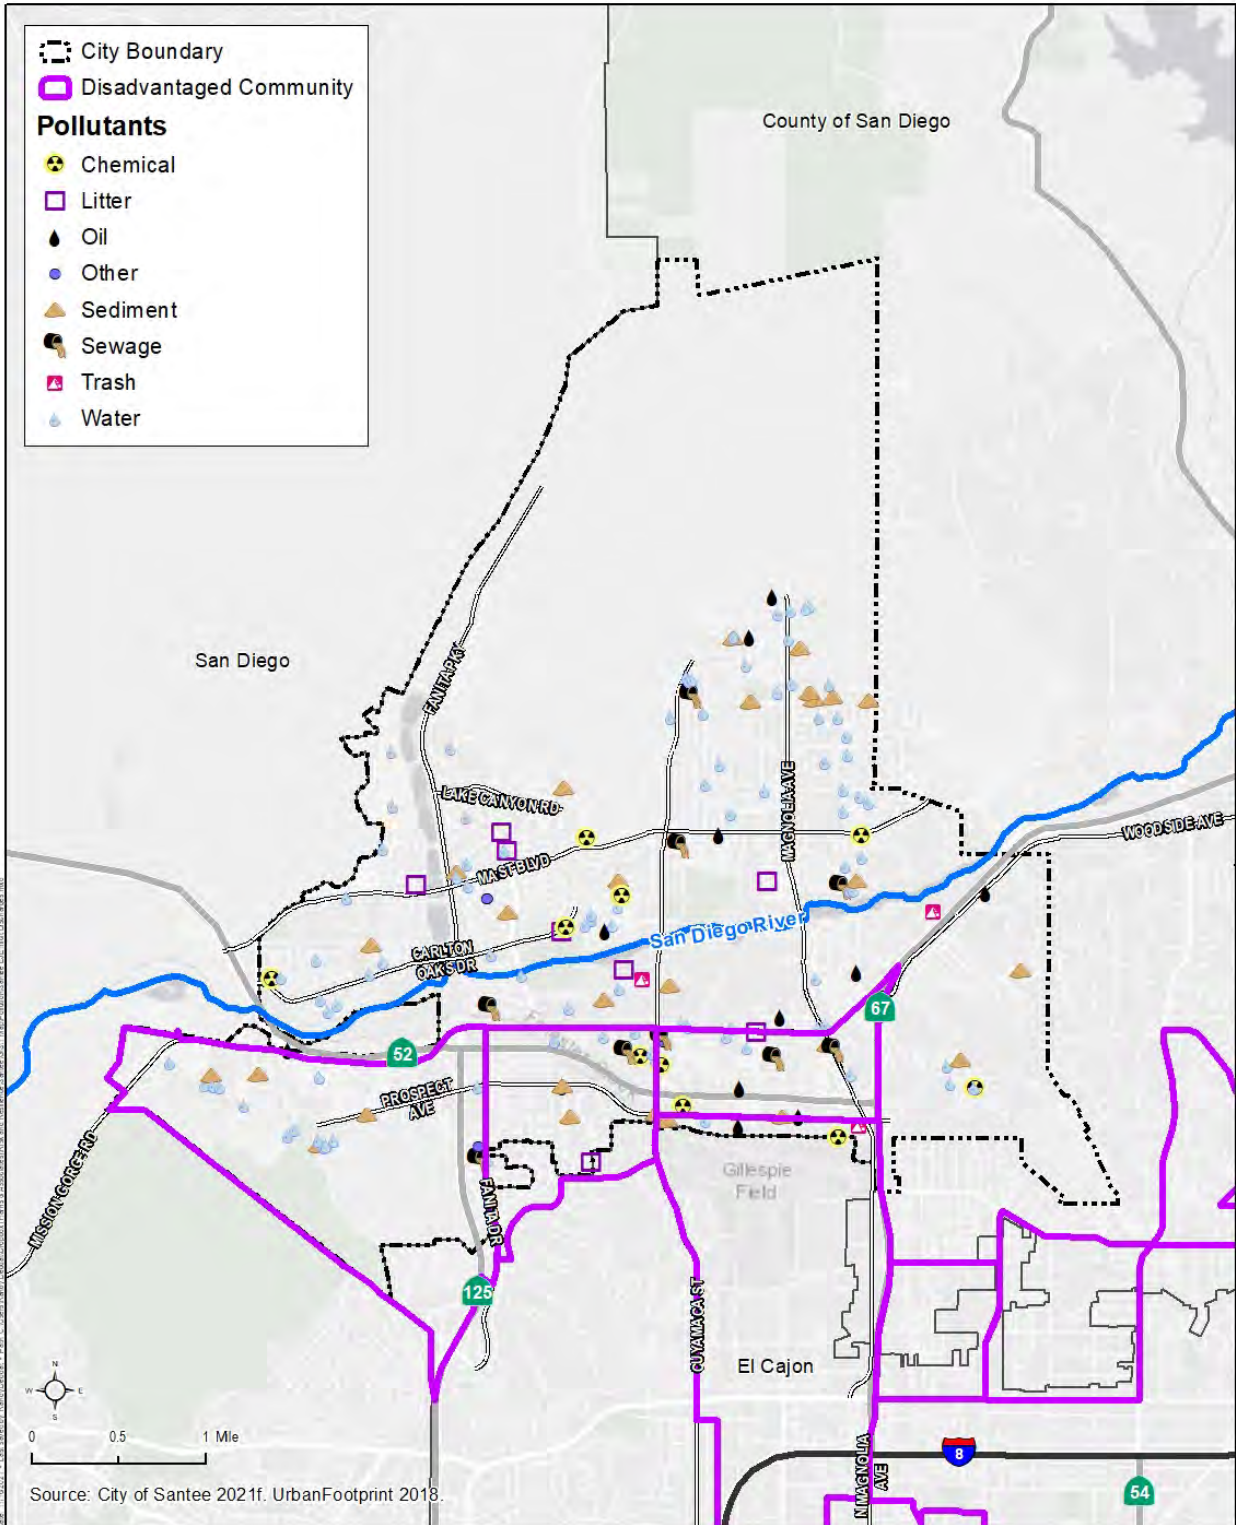 City Boundary
Disadvantaged Community
Pollutants
Chemical
Litter
Oil
Other
Sediment
Sewage
Trash
Water
County of San Diego
San Diego
FANITA PKY
LAKE CANYON RD
MAST BLVD
MAGNOLIA AVE
WOODSIDE AVE
San Diego River
CARLTON
OAKS DR
67
52
PROSPECT
AVE
MISSION GORGE RD
Gillespie
Field
FANITA DR
125
CUYAMACA ST
El Cajon
N
W E
S
0 0.5 1 Mile
N MAGNOLIA
AVE
8
54
Source: City of Santee 2021f. UrbanFootprint 2018.